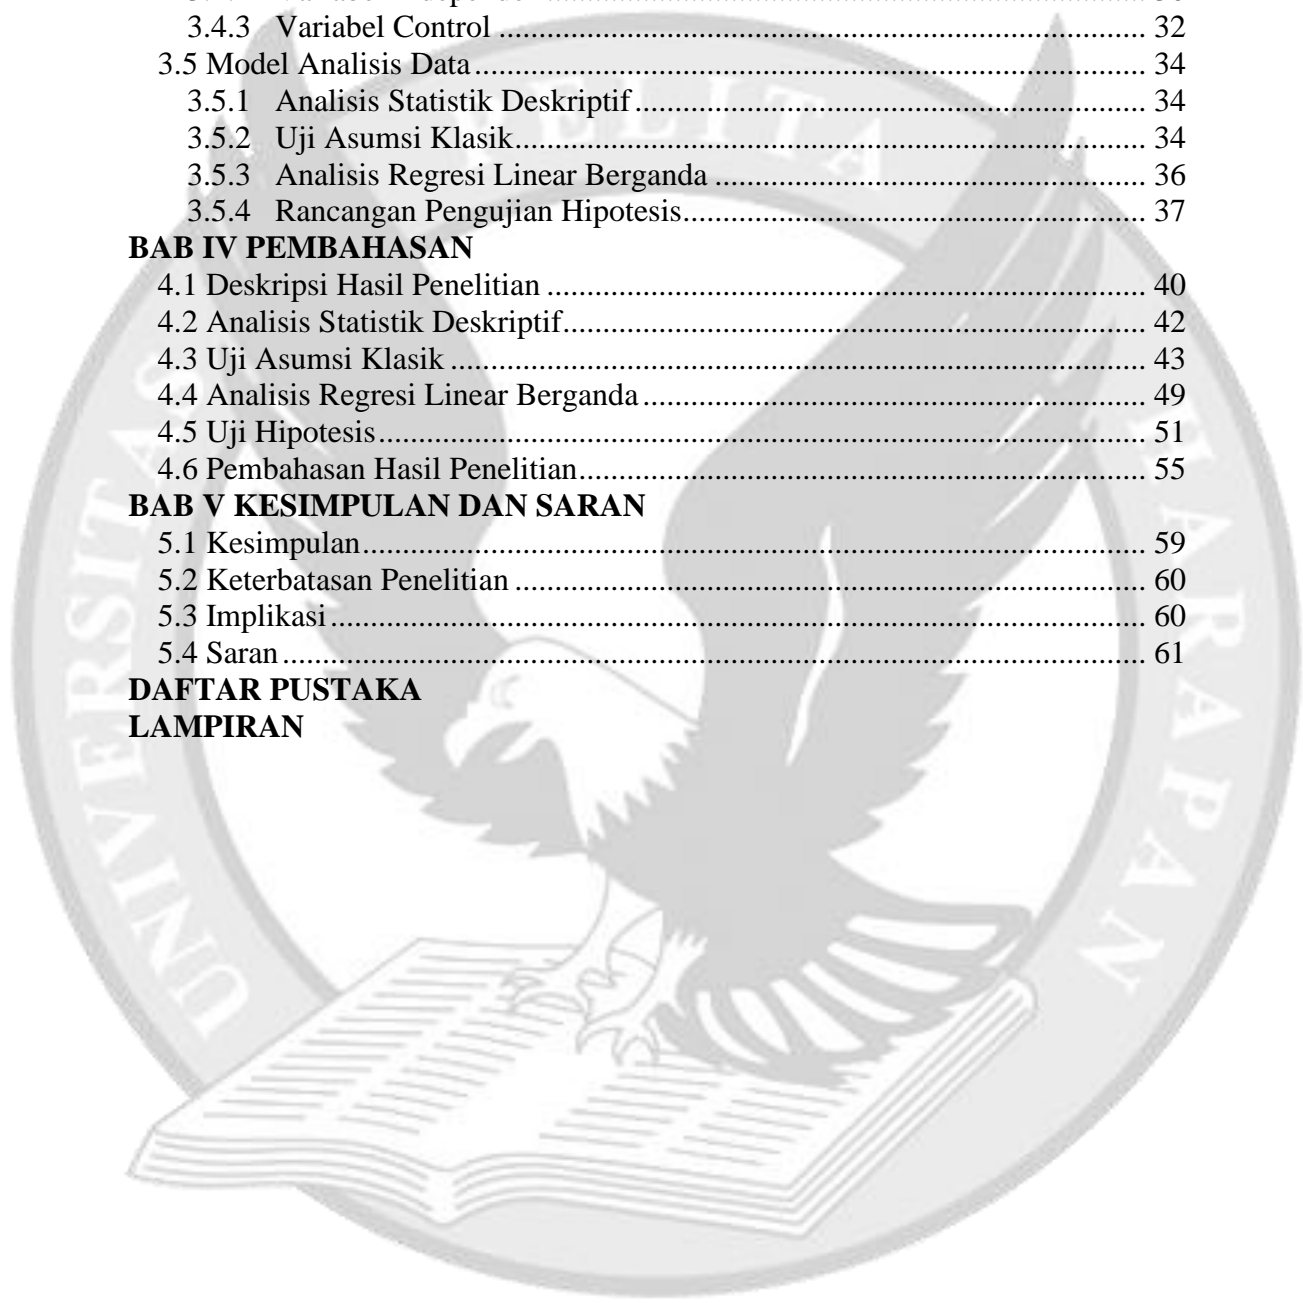 3.4.3 Variabel Control ........................................................................... 32
3.5 Model Analisis Data ........................................................................... 34
3.5.1 Analisis Statistik Deskriptif ........................................................................... 34
3.5.2 Uji Asumsi Klasik ........................................................................... 34
3.5.3 Analisis Regresi Linear Berganda ........................................................................... 36
3.5.4 Rancangan Pengujian Hipotesis ........................................................................... 37
BAB IV PEMBAHASAN
4.1 Deskripsi Hasil Penelitian ........................................................................... 40
4.2 Analisis Statistik Deskriptif ........................................................................... 42
4.3 Uji Asumsi Klasik ........................................................................... 43
4.4 Analisis Regresi Linear Berganda ........................................................................... 49
4.5 Uji Hipotesis ........................................................................... 51
4.6 Pembahasan Hasil Penelitian ........................................................................... 55
BAB V KESIMPULAN DAN SARAN
5.1 Kesimpulan ........................................................................... 59
5.2 Keterbatasan Penelitian ........................................................................... 60
5.3 Implikasi ........................................................................... 60
5.4 Saran ........................................................................... 61
DAFTAR PUSTAKA
LAMPIRAN
UNIVERSITAS PELITA HARAPAN